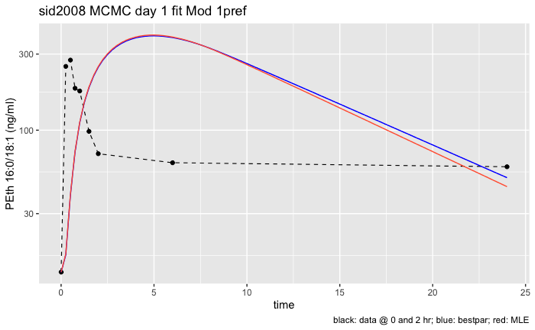 sid2008 MCMC day 1 fit Mod 1pref
300
100
30
PEth 16:0/18:1 (ng/ml)
0
5
10
15
20
25
time
black: data @ 0 and 2 hr; blue: bestpar; red: MLE